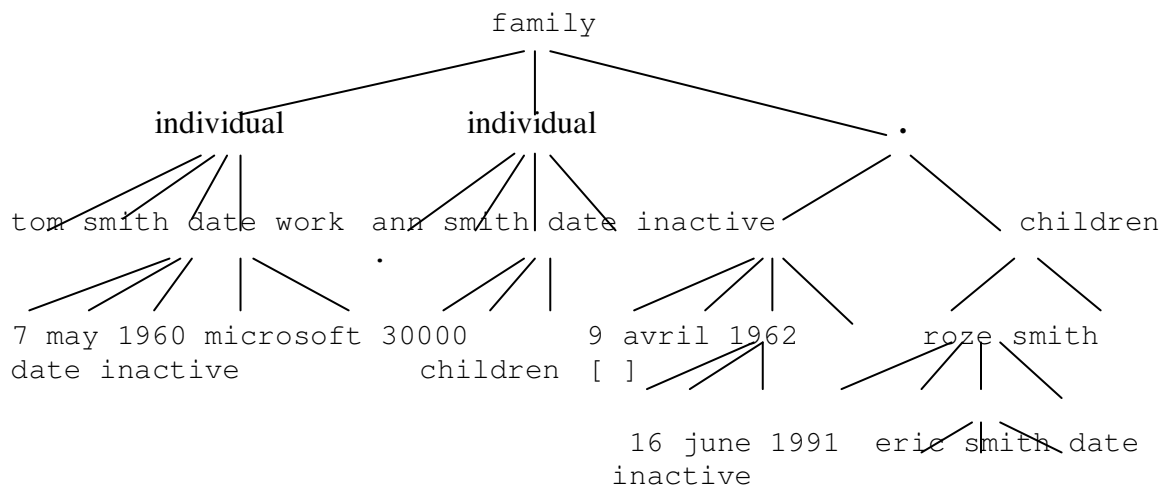 family
individual individual .
tom smith date work ann smith date inactive children
.
7 may 1960 microsoft 30000 9 avril 1962 roze smith
date inactive children [ ]
16 june 1991 eric smith date
inactive